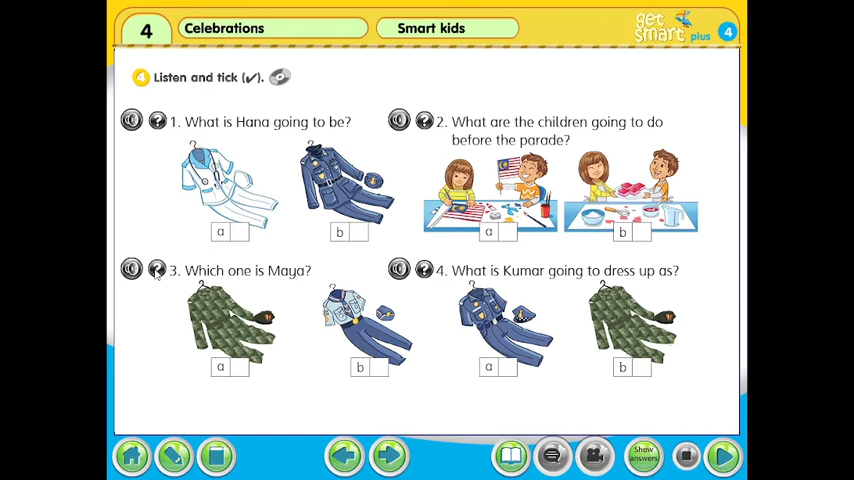 4
Celebrations
Smart kids
get
smart plus 4
4 Listen and tick (✓).
1. What is Hana going to be?
a
b
2. What are the children going to do
before the parade?
a
b
3. Which one is Maya?
a
b
4. What is Kumar going to dress up as?
a
b
Show
answers